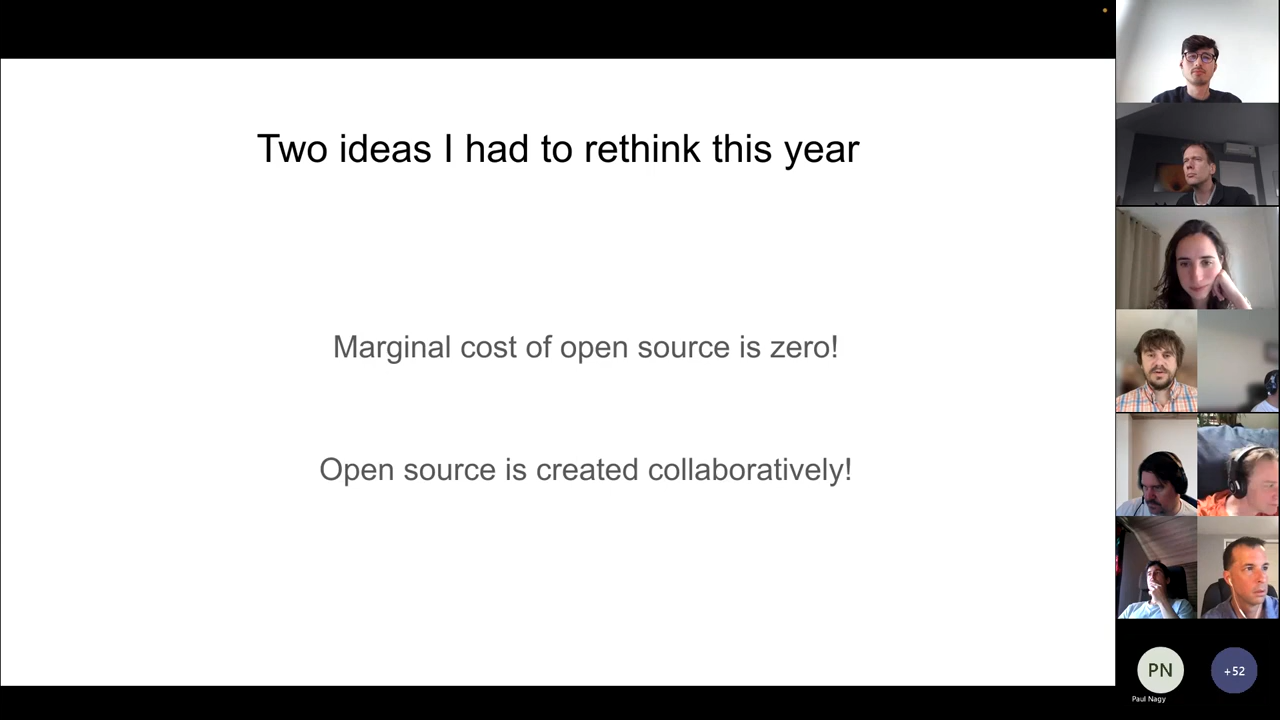 Two ideas I had to rethink this year
Marginal cost of open source is zero!
Open source is created collaboratively!
PN
+52
Paul Nagy